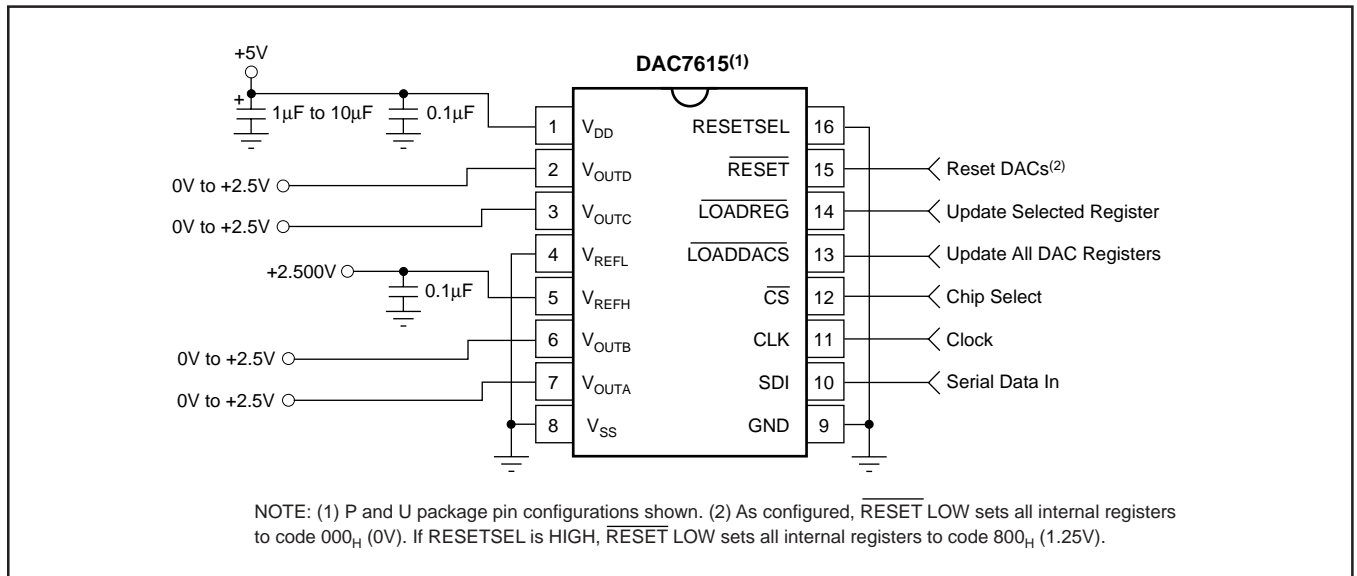 +5V
DAC7615(1)
+
1µF to 10µF
0.1µF
1 VDD RESETSEL 16
0V to +2.5V
2 VOUTD RESET 15
Reset DACs(2)
0V to +2.5V
3 VOUTC LOADREG 14
Update Selected Register
4 VREFL LOADDACS 13
Update All DAC Registers
+2.500V
0.1µF
5 VREFH CS 12
Chip Select
0V to +2.5V
6 VOUTB CLK 11
Clock
0V to +2.5V
7 VOUTA SDI 10
Serial Data In
8 VSS GND 9
NOTE: (1) P and U package pin configurations shown. (2) As configured, RESET LOW sets all internal registers
to code 000H (0V). If RESETSEL is HIGH, RESET LOW sets all internal registers to code 800H (1.25V).